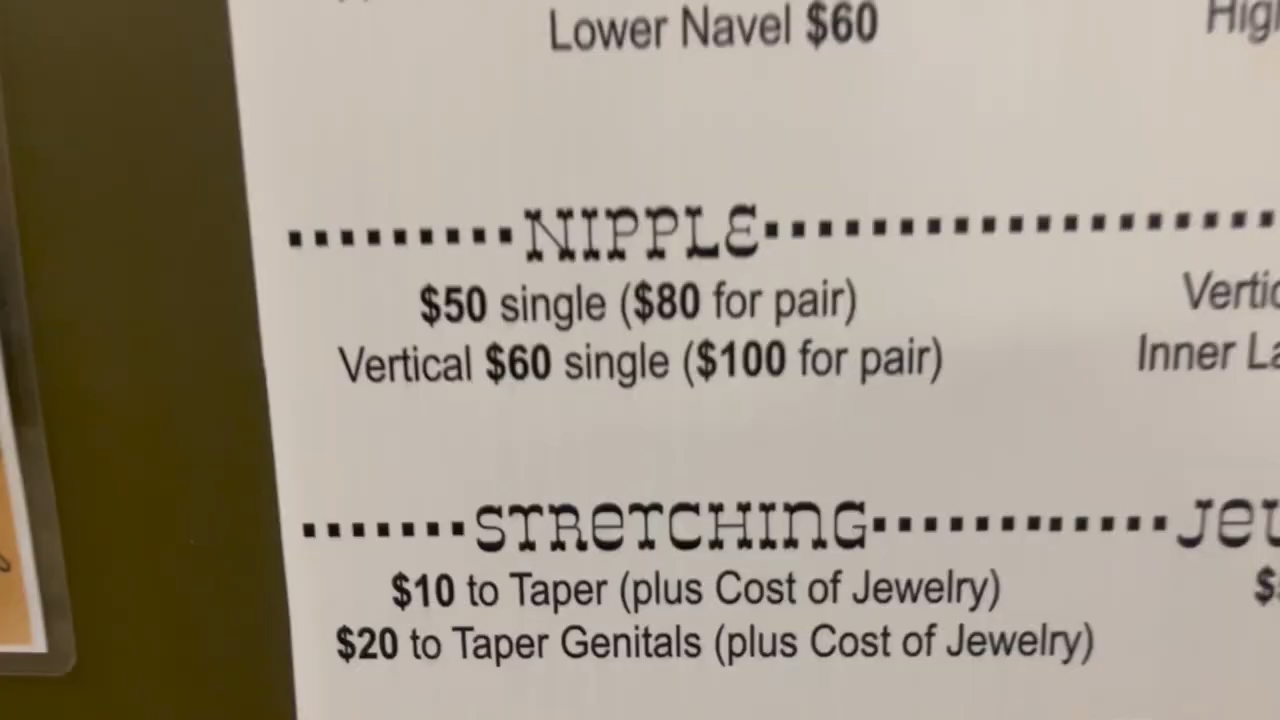 Lower Navel $60
NIPPLE
$50 single ($80 for pair)
Vertical $60 single ($100 for pair)
Inner
STRETCHING
$10 to Taper (plus Cost of Jewelry)
$20 to Taper Genitals (plus Cost of Jewelry)